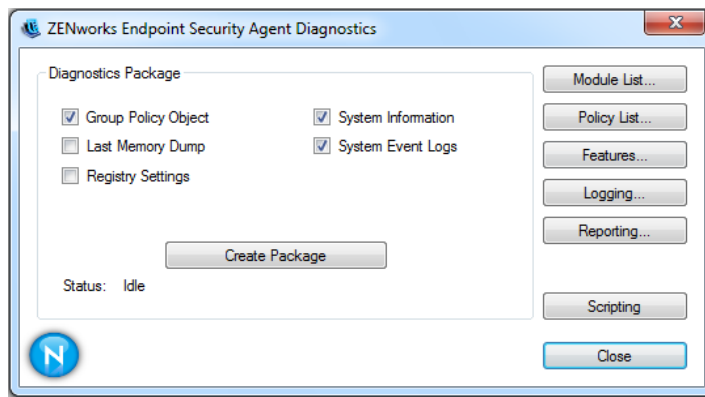 ZENworks Endpoint Security Agent Diagnostics
Diagnostics Package
Group Policy Object
System Information
Last Memory Dump
System Event Logs
Registry Settings
Create Package
Status: Idle
Module List...
Policy List...
Features...
Logging...
Reporting...
Scripting
Close
N